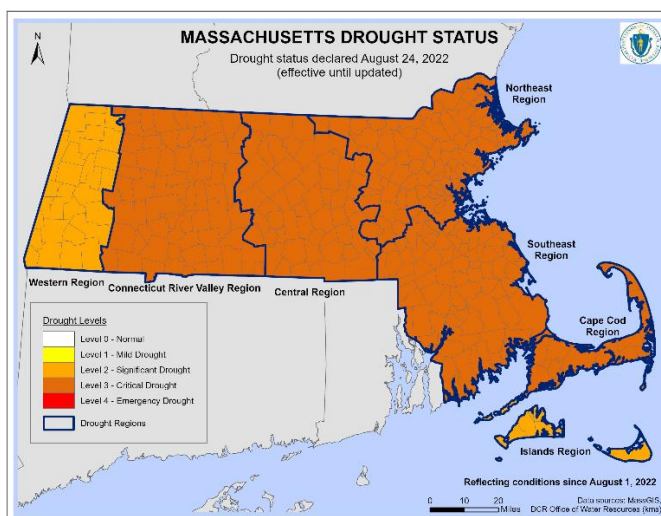 MASSACHUSETTS DROUGHT STATUS
Drought status declared August 24, 2022
(effective until updated)
N
Northeast
Region
Southeast
Region
Cape Cod
Region
Western Region
Connecticut River Valley Region
Central Region
Drought Levels
Level 0 - Normal
Level 1 - Mild Drought
Level 2 - Significant Drought
Level 3 - Critical Drought
Level 4 - Emergency Drought
Drought Regions
Islands Region
Reflecting conditions since August 1, 2022
0 10 20
Miles
Data sources: MassGIS,
DCR Office of Water Resources (kms)